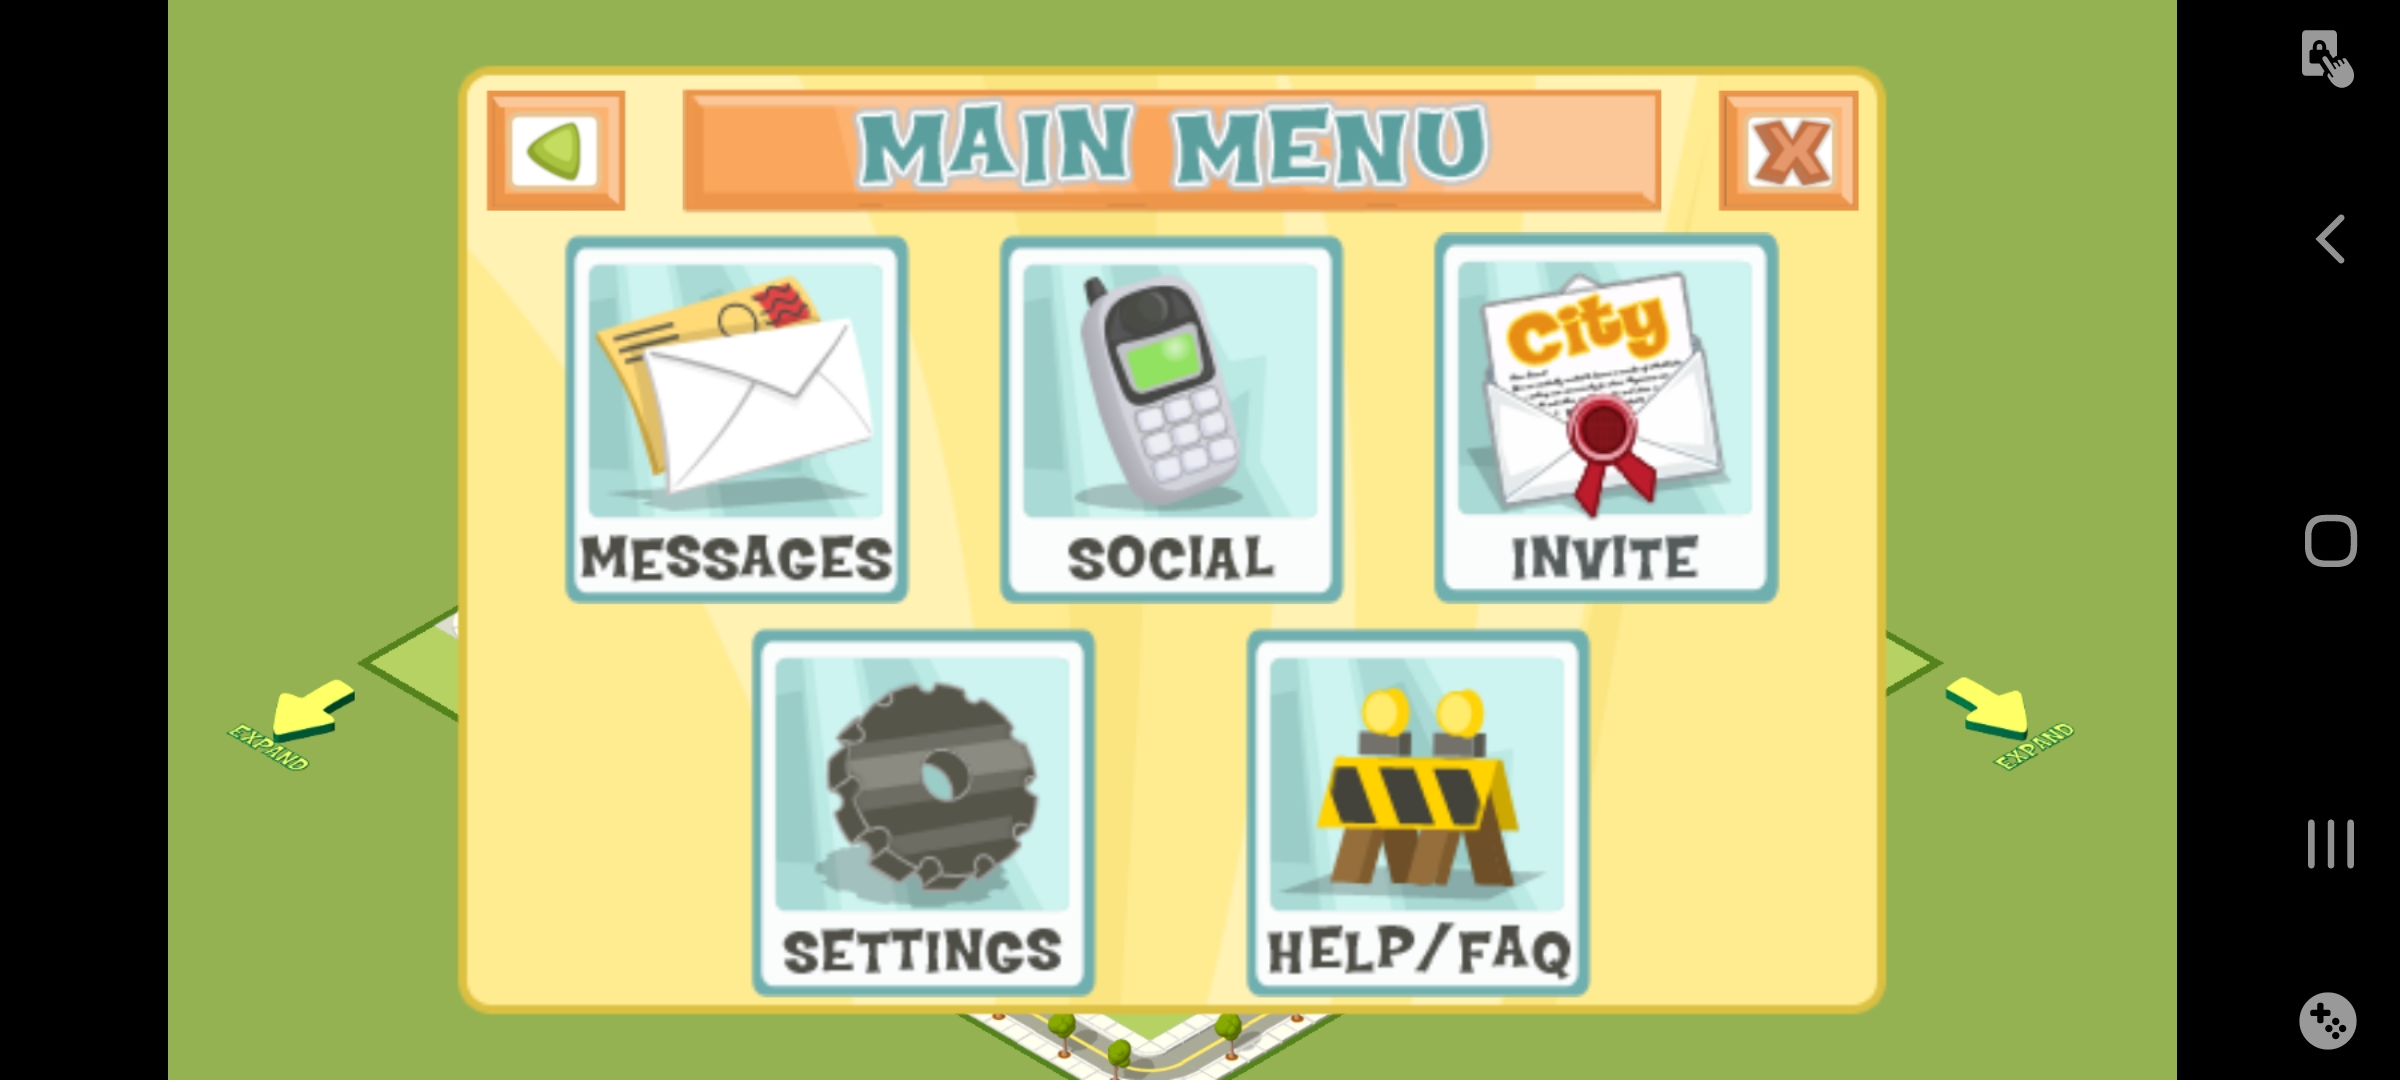 MAIN MENU
City
MESSAGES
SOCIAL
INVITE
EXPAND
EXPAND
SETTINGS
HELP/FAQ